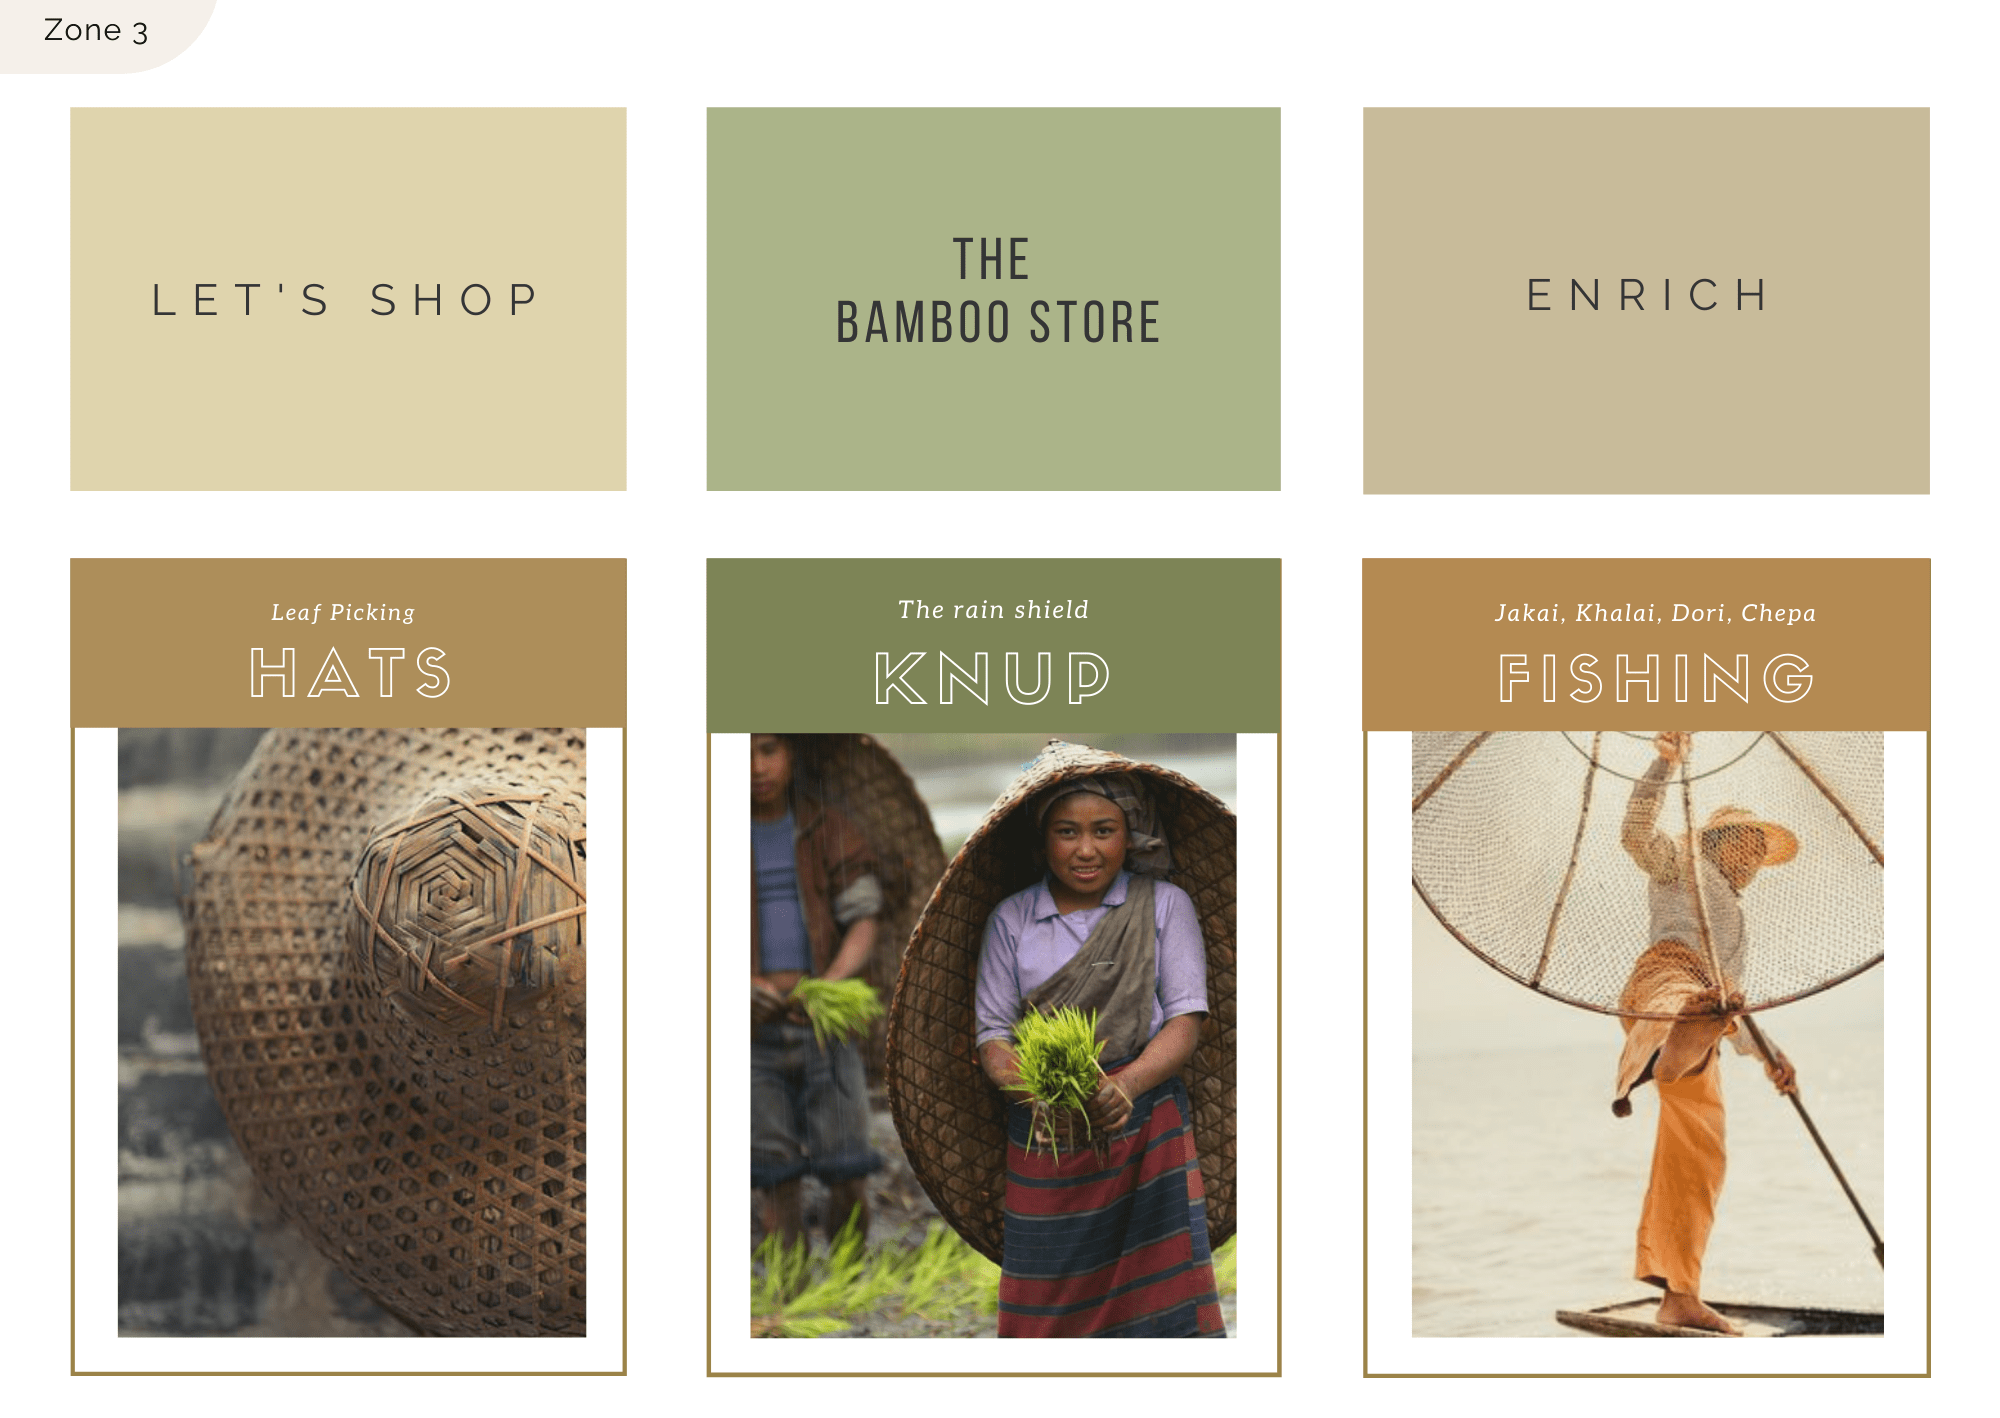 Zone 3
LET'S SHOP
THE
BAMBOO STORE
ENRICH
Leaf Picking
HATS
The rain shield
KNUP
Jakai, Khalai, Dori, Chepa
FISHING